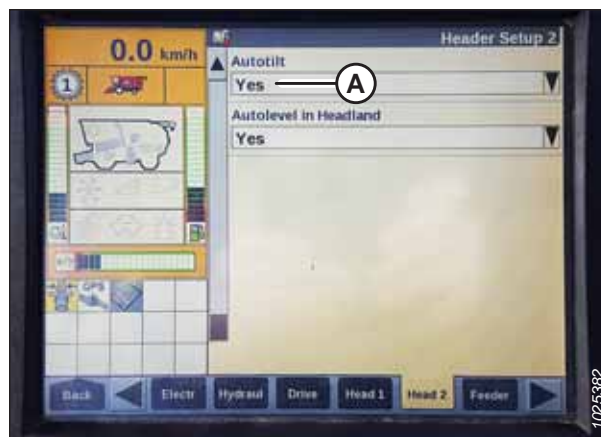 0.0 km/h
Header Setup 2
1
Autotilt
Yes
A
Autolevel in Headland
Yes
Back
Electr
Hydraul
Drive
Head 1
Head 2
Feeder
1025382